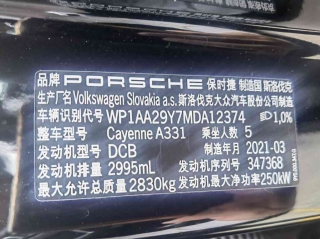 品牌 PORSCHE 保时捷 制造国 斯洛伐克
生产厂名 Volkswagen Slovakia a.s. 斯洛伐克大众汽车股份公司制造
车辆识别代号 WP1AA29Y7MDA12374 1,0%
整车型号 Cayenne A331 乘坐人数 5
发动机型号 DCB 制造年月 2021-03
发动机排量 2995mL 发动机序列号 347368
最大允许总质量 2830kg 发动机最大净功率 250kW